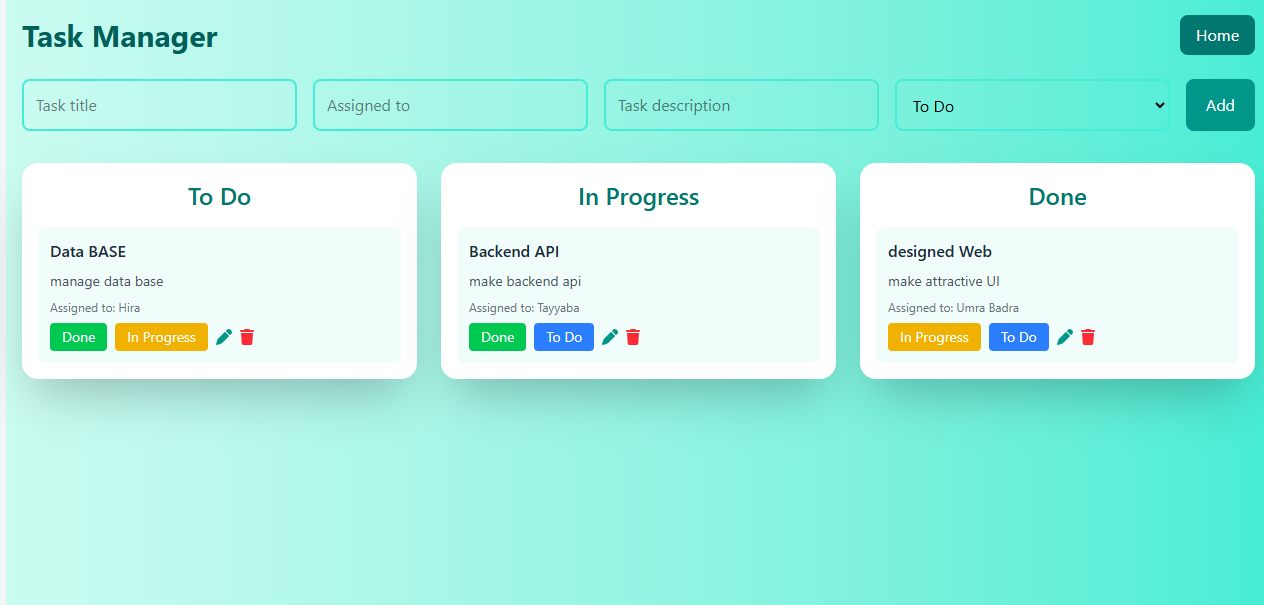 Task Manager
Home
Task title
Assigned to
Task description
To Do
Add
To Do
Data BASE
manage data base
Assigned to: Hira
Done
In Progress
In Progress
Backend API
make backend api
Assigned to: Tayyaba
Done
To Do
Done
designed Web
make attractive UI
Assigned to: Umra Badra
In Progress
To Do